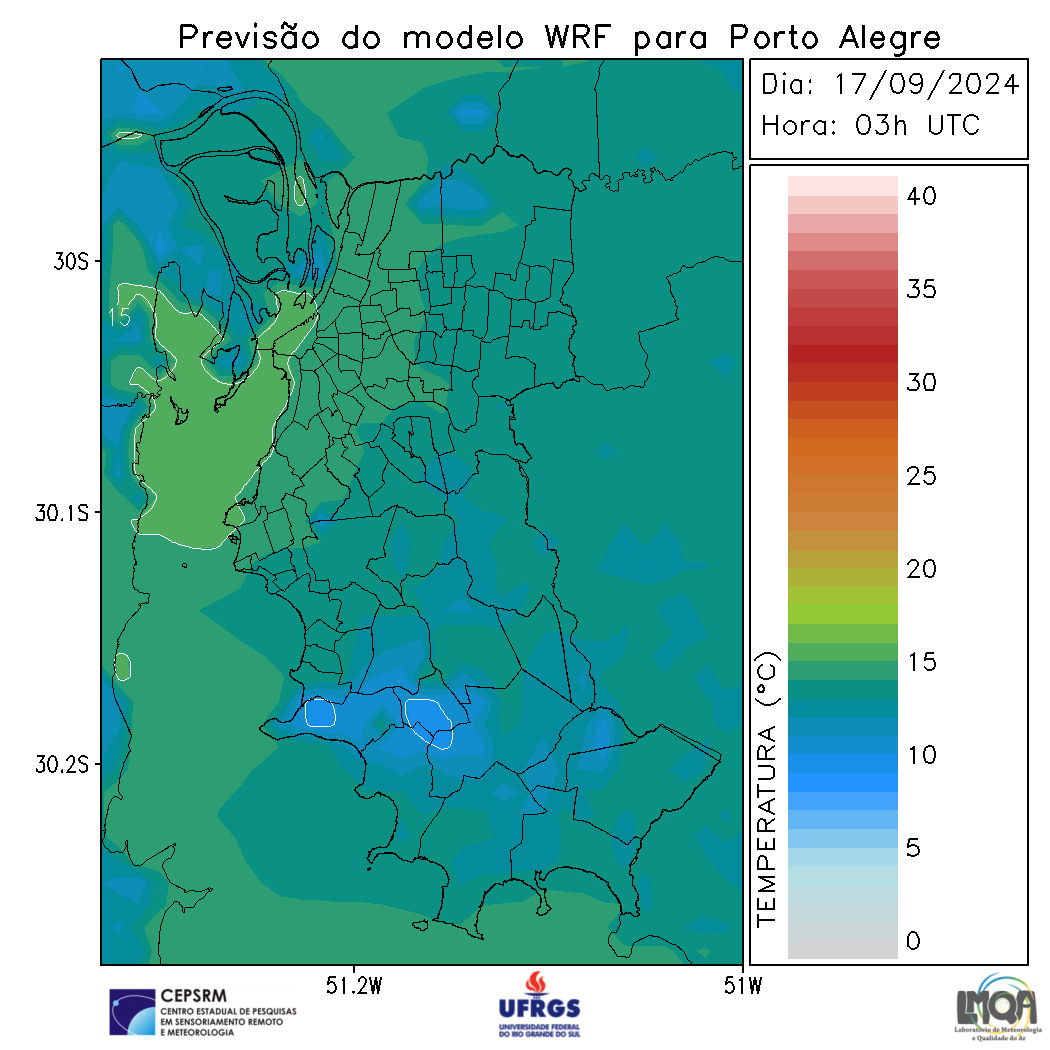 Previsão do modelo WRF para Porto Alegre
Dia: 17/09/2024
Hora: 03h UTC
40
35
30
25
20
15
10
5
0
TEMPERATURA (°C)
30S
30.1S
30.2S
15
51.2W
51W
CEPSRM
CENTRO ESTADUAL DE PESQUISAS
EM SENSORIAMENTO REMOTO
E METEOROLOGIA
UFRGS
UNIVERSIDADE FEDERAL
DO RIO GRANDE DO SUL
LMQA
Laboratório de Meteorologia
e Qualidade do Ar